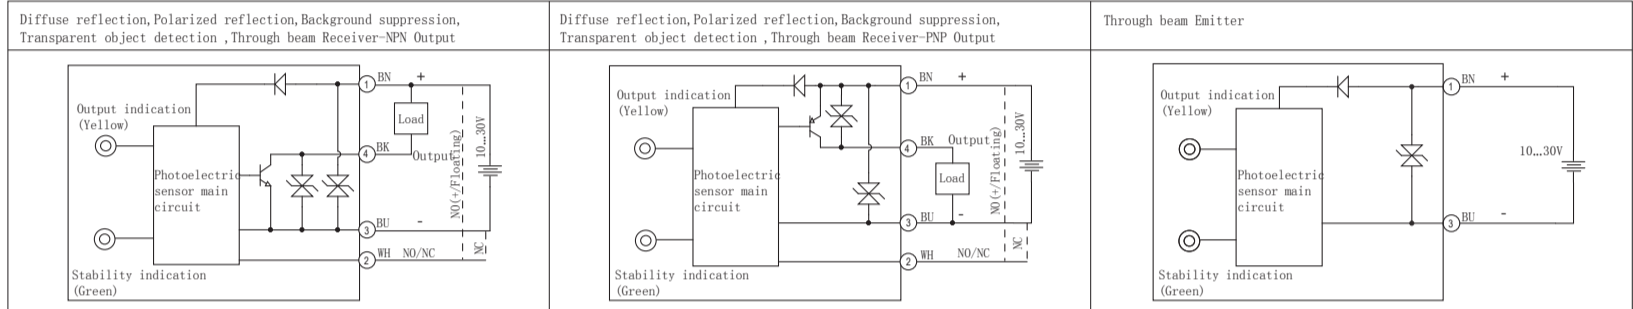 Diffuse reflection,Polarized reflection,Background suppression,
Transparent object detection ,Through beam Receiver-NPN Output
Output indication
(Yellow)
Photoelectric
sensor main
circuit
Stability indication
(Green)
1
BN
+
Load
4
BK
Output
NO(+/Floating)
10...30V
3
BU
-
2
WH
NO/NC
NC
Diffuse reflection,Polarized reflection,Background suppression,
Transparent object detection ,Through beam Receiver-PNP Output
Output indication
(Yellow)
Photoelectric
sensor main
circuit
Stability indication
(Green)
1
BN
+
4
BK
Output
Load
NO(+/Floating)
10...30V
3
BU
-
2
WH
NO/NC
NC
Through beam Emitter
Output indication
(Yellow)
Photoelectric
sensor main
circuit
Stability indication
(Green)
1
BN
+
10...30V
3
BU
-